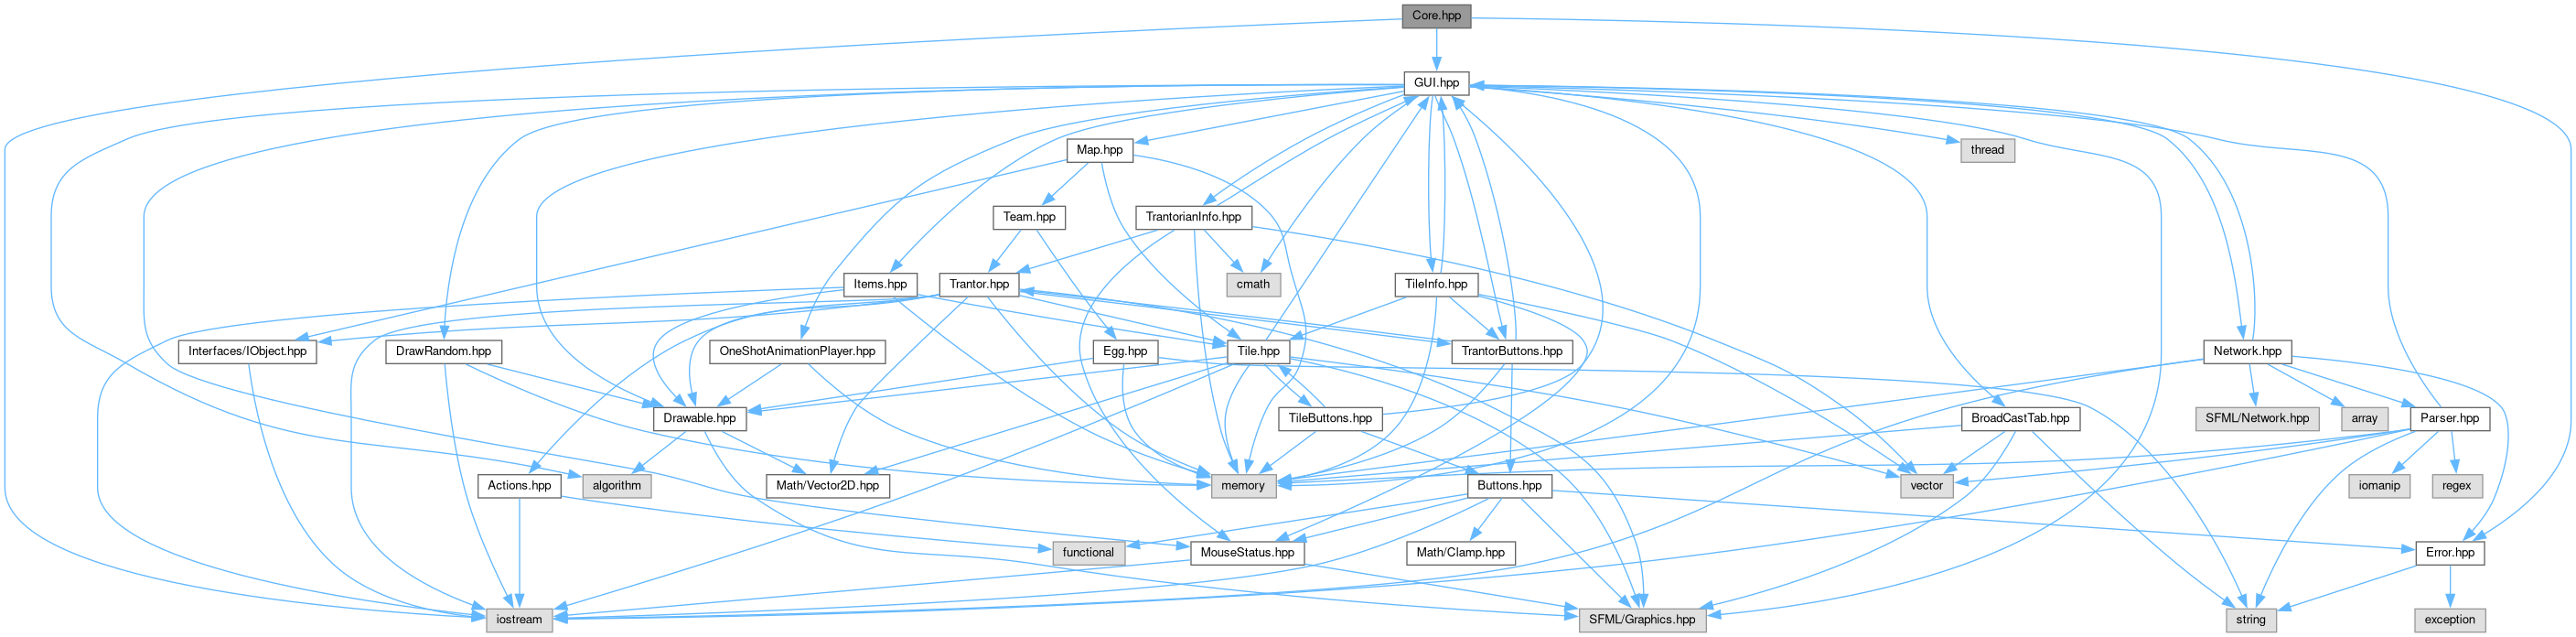 Core.hpp
GUI.hpp
Map.hpp
thread
Team.hpp
TrantorianInfo.hpp
Items.hpp
Trantor.hpp
cmath
TileInfo.hpp
Interfaces/IObject.hpp
DrawRandom.hpp
OneShotAnimationPlayer.hpp
Egg.hpp
Tile.hpp
TrantorButtons.hpp
Network.hpp
Drawable.hpp
TileButtons.hpp
BroadCastTab.hpp
SFML/Network.hpp
array
Parser.hpp
Actions.hpp
algorithm
Math/Vector2D.hpp
memory
Buttons.hpp
vector
iomanip
regex
functional
MouseStatus.hpp
Math/Clamp.hpp
Error.hpp
iostream
SFML/Graphics.hpp
string
exception